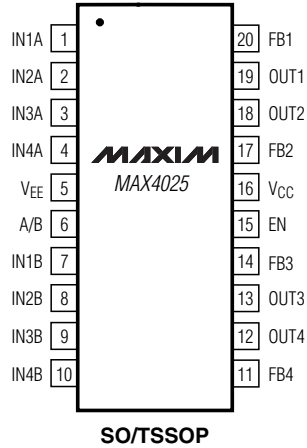 IN1A 1 20 FB1
IN2A 2 19 OUT1
IN3A 3 18 OUT2
IN4A 4 MAXIM 17 FB2
VEE 5 MAX4025 16 VCC
A/B 6 15 EN
IN1B 7 14 FB3
IN2B 8 13 OUT3
IN3B 9 12 OUT4
IN4B 10 11 FB4
SO/TSSOP